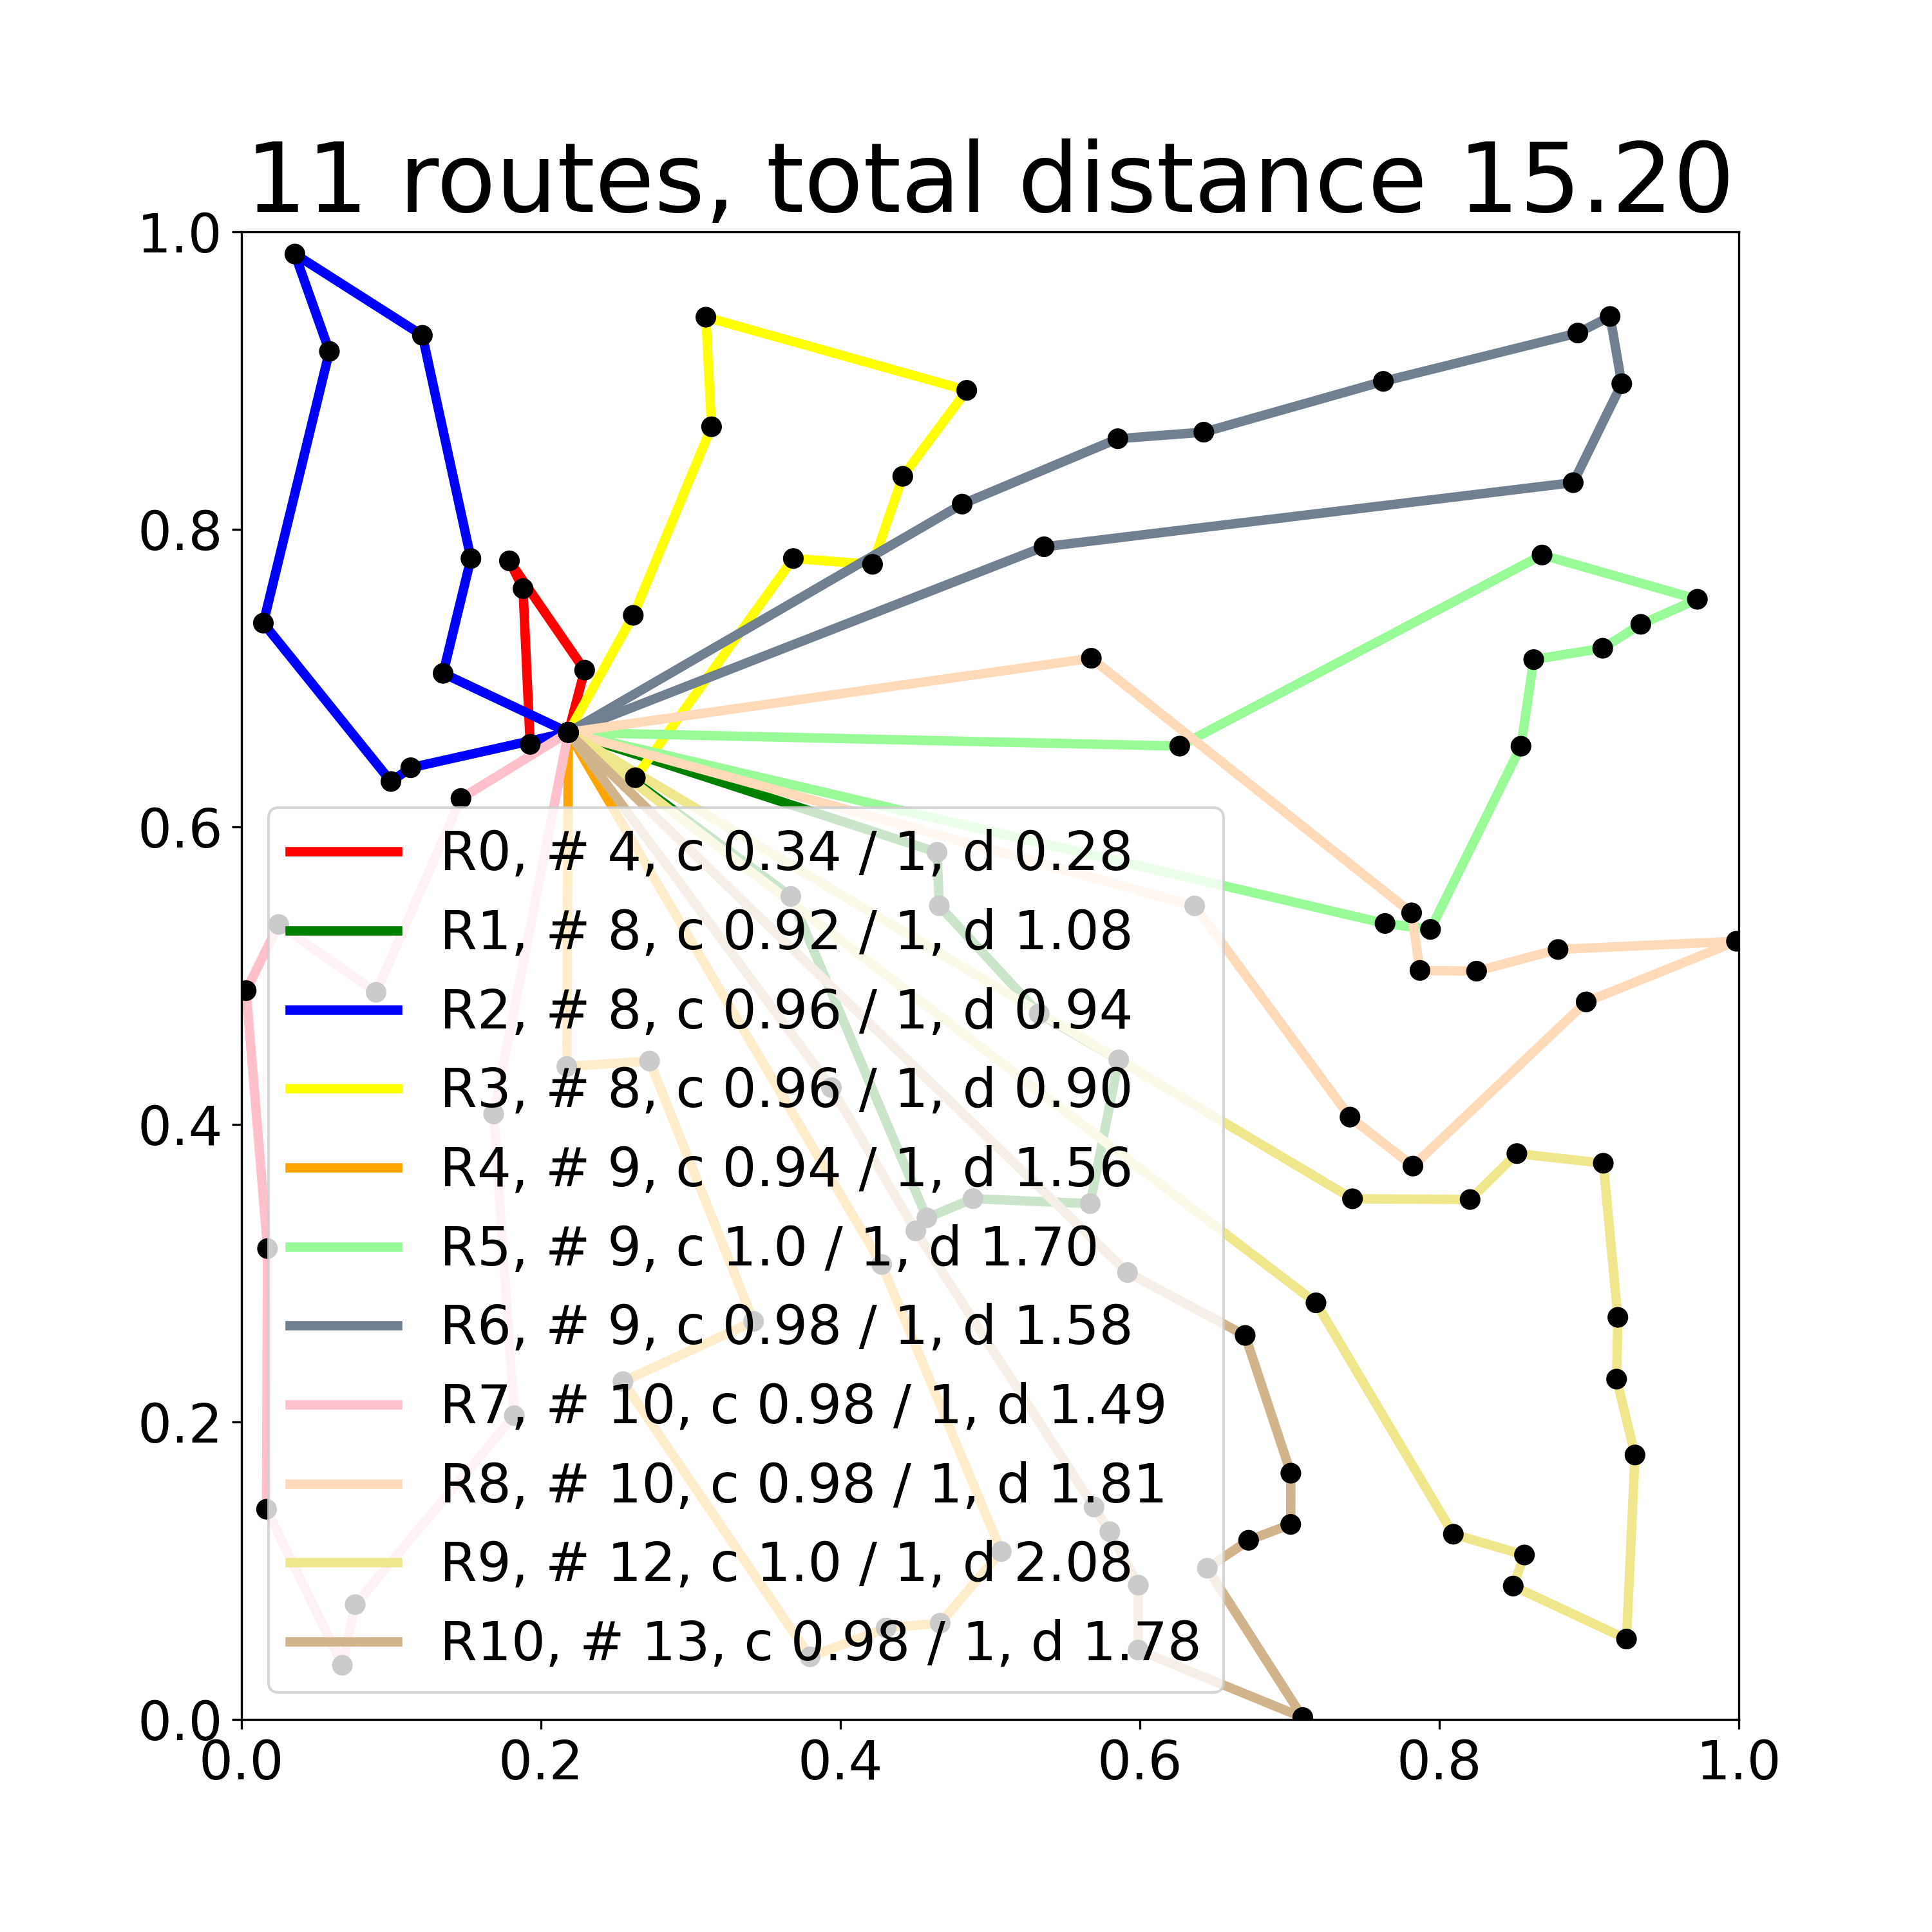 11 routes, total distance 15.20
1.0
0.8
0.6
0.4
0.2
0.0
R0, # 4, c 0.34 / 1, d 0.28
R1, # 8, c 0.92 / 1, d 1.08
R2, # 8, c 0.96 / 1, d 0.94
R3, # 8, c 0.96 / 1, d 0.90
R4, # 9, c 0.94 / 1, d 1.56
R5, # 9, c 1.0 / 1, d 1.70
R6, # 9, c 0.98 / 1, d 1.58
R7, # 10, c 0.98 / 1, d 1.49
R8, # 10, c 0.98 / 1, d 1.81
R9, # 12, c 1.0 / 1, d 2.08
R10, # 13, c 0.98 / 1, d 1.78
0.0 0.2 0.4 0.6 0.8 1.0